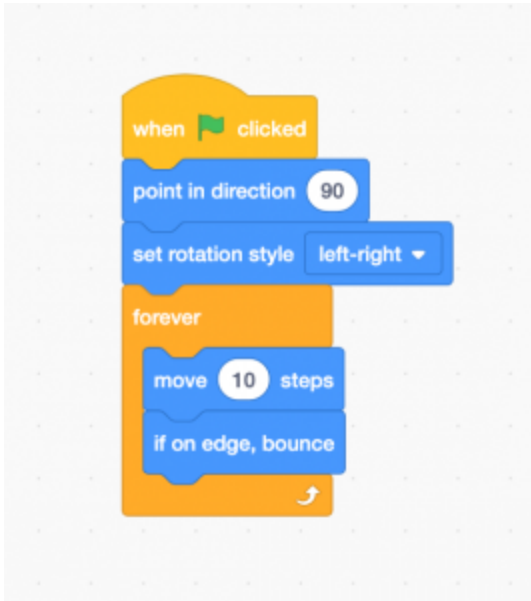 when clicked
point in direction 90
set rotation style left-right
forever
move 10 steps
if on edge, bounce